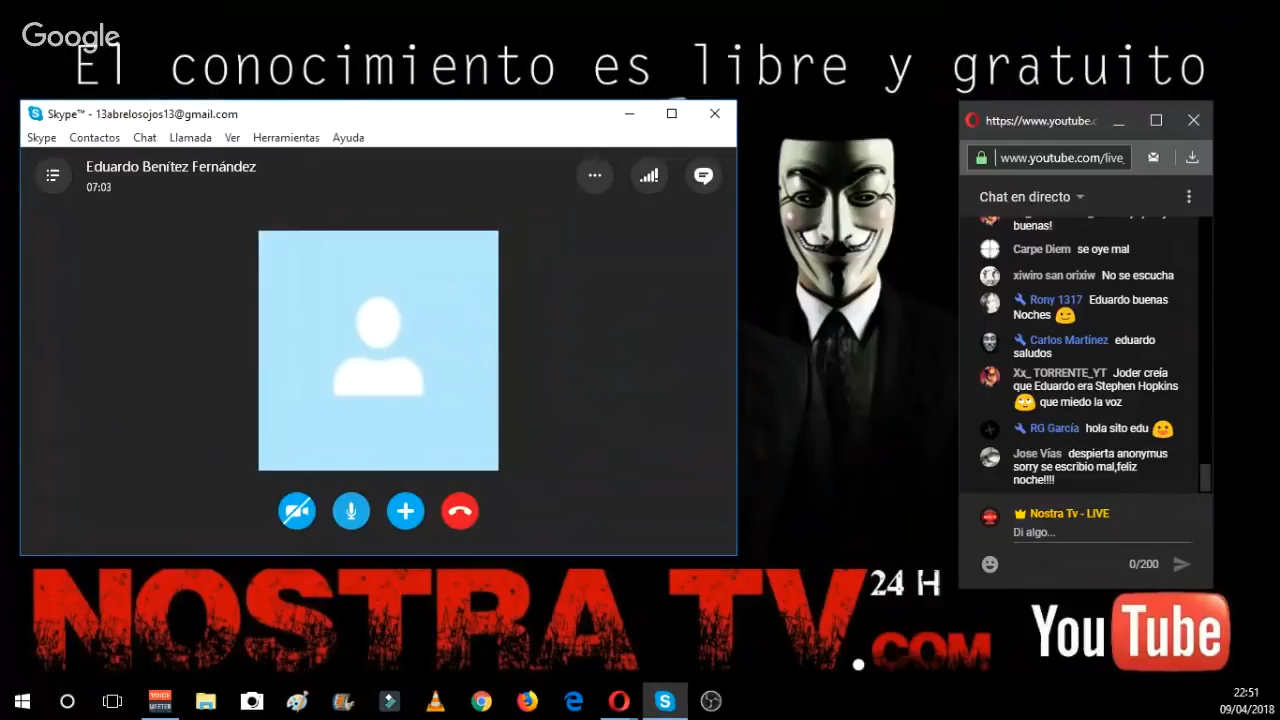 Google
El conocimiento es libre y gratuito
Skype™ - 13abrelosojos13@gmail.com
Skype Contactos Chat Llamada Ver Herramientas Ayuda
Eduardo Benítez Fernández
07:03
https://www.youtube.c
www.youtube.com/live_
Chat en directo
buenas!
Carpe Diem se oye mal
xiwiro san orixiw No se escucha
Rony 1317 Eduardo buenas
Noches
Carlos Martínez eduardo
saludos
Xx_TORRENTE_YT Joder creía
que Eduardo era Stephen Hopkins
que miedo la voz
RG García hola sito edu
Jose Vías despierta anonymus
sorry se escribio mal,feliz
noche!!!!
Nostra Tv - LIVE
Di algo...
0/200
NOSTRA TV.COM
24 H
YouTube
VOICE
MEETER
22:51
09/04/2018